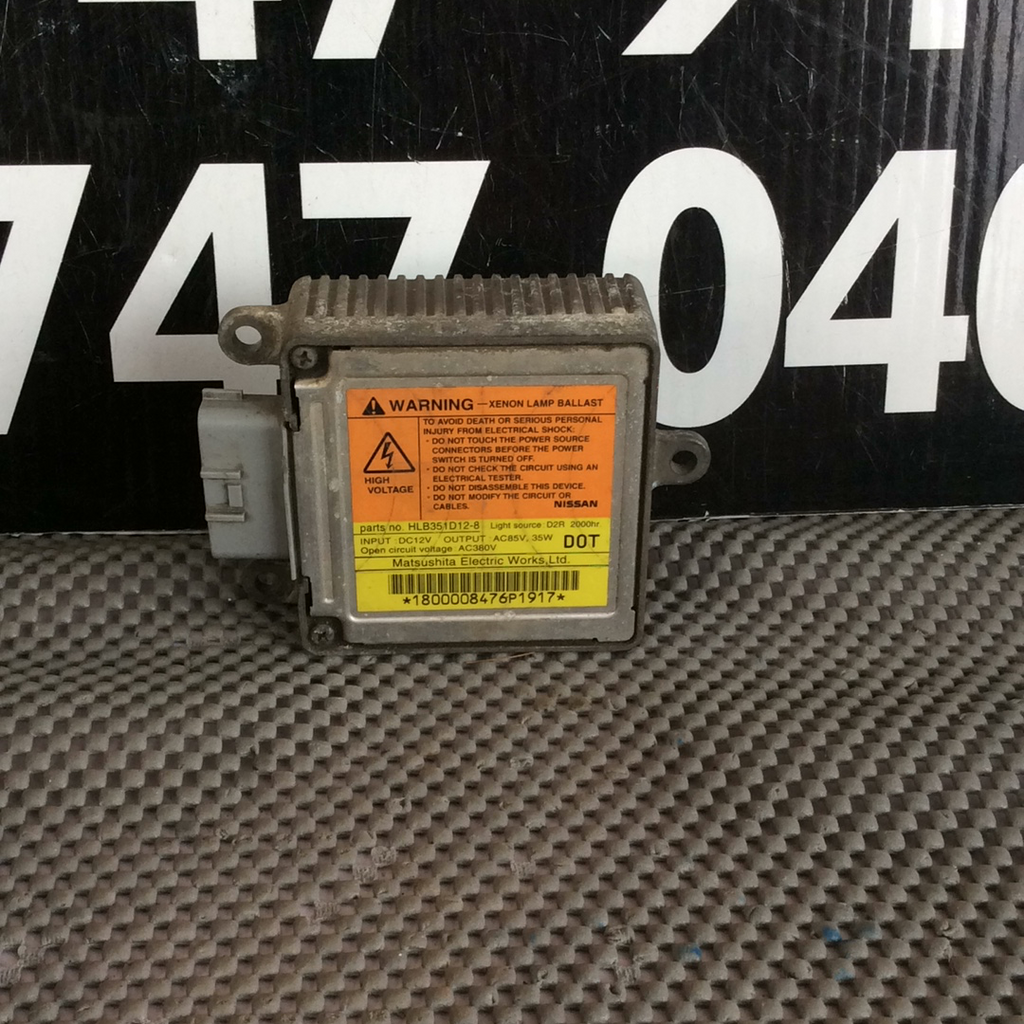 747 040
⚠ WARNING — XENON LAMP BALLAST
TO AVOID DEATH OR SERIOUS PERSONAL
INJURY FROM ELECTRICAL SHOCK:
- DO NOT TOUCH THE POWER SOURCE
CONNECTORS BEFORE THE POWER
SWITCH IS TURNED OFF.
- DO NOT CHECK THE CIRCUIT USING AN
ELECTRICAL TESTER.
- DO NOT DISASSEMBLE THIS DEVICE.
- DO NOT MODIFY THE CIRCUIT OR
CABLES.
HIGH
VOLTAGE
NISSAN
parts no. HLB351D12-8 Light source: D2R 2000hr
INPUT :DC12V OUTPUT :AC85V, 35W DOT
Open circuit voltage :AC380V
Matsushita Electric Works,Ltd.
*1800008476P1917*